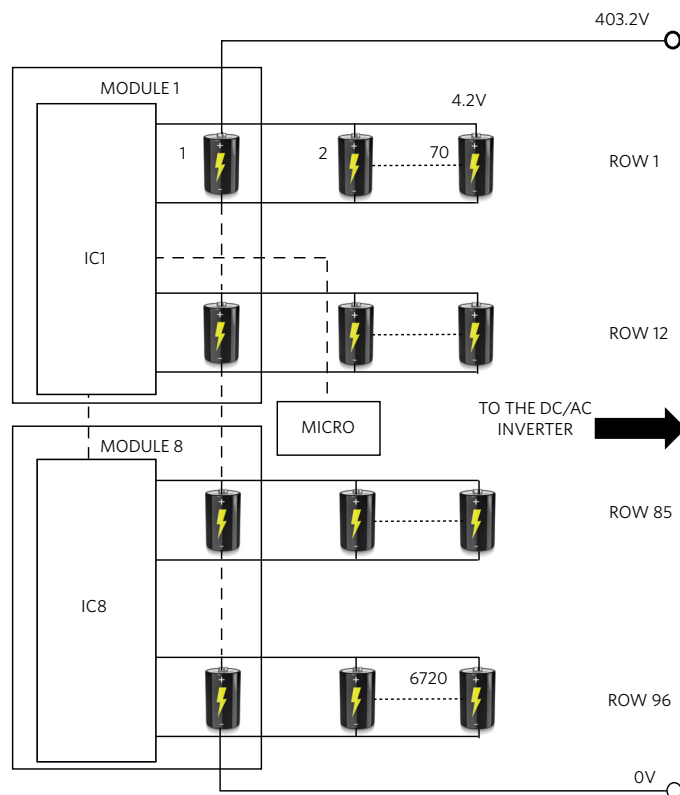 403.2V
MODULE 1
4.2V
1
2
70
ROW 1
IC1
ROW 12
MICRO
TO THE DC/AC
INVERTER
MODULE 8
ROW 85
IC8
6720
ROW 96
0V